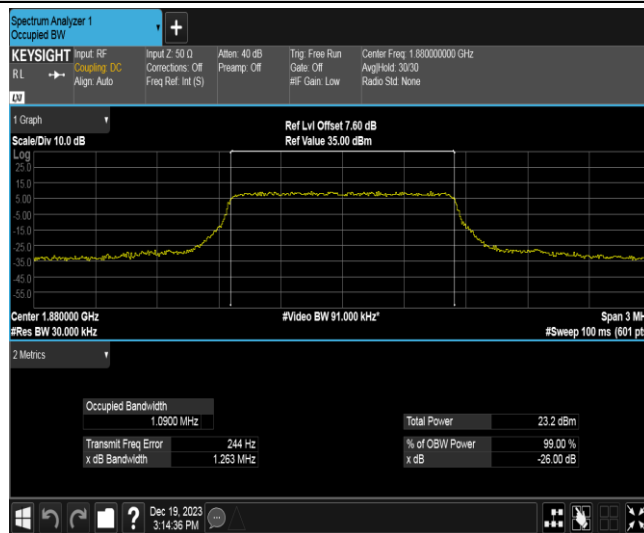 Spectrum Analyzer 1
Occupied BW
KEYSIGHT
RL
Input: RF
Coupling: DC
Align: Auto
Input Z: 50 Ω
Corrections: Off
Freq Ref: Int (S)
Atten: 40 dB
Preamp: Off
Trig: Free Run
Gate: Off
#IF Gain: Low
Center Freq: 1.880000000 GHz
Avg|Hold: 30/30
Radio Std: None
1 Graph
Scale/Div 10.0 dB
Ref Lvl Offset 7.60 dB
Ref Value 35.00 dBm
Log
25.0
15.0
5.00
-5.00
-15.0
-25.0
-35.0
-45.0
-55.0
Center 1.880000 GHz
#Res BW 30.000 kHz
#Video BW 91.000 kHz*
Span 3 MH
#Sweep 100 ms (601 pt
2 Metrics
Occupied Bandwidth
1.0900 MHz
Total Power 23.2 dBm
Transmit Freq Error 244 Hz
% of OBW Power 99.00 %
x dB Bandwidth 1.263 MHz
x dB -26.00 dB
?
Dec 19, 2023
3:14:36 PM